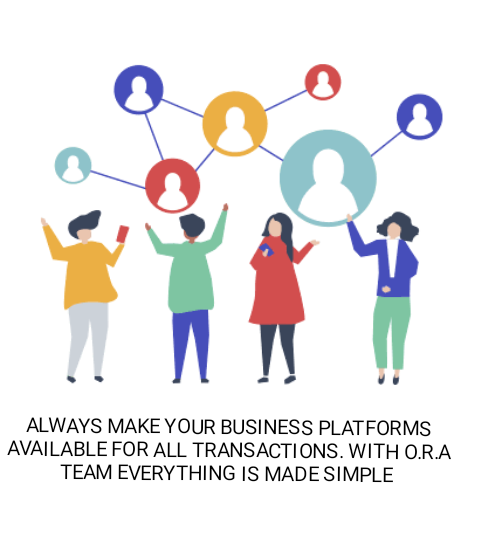 ALWAYS MAKE YOUR BUSINESS PLATFORMS
AVAILABLE FOR ALL TRANSACTIONS. WITH O.R.A
TEAM EVERYTHING IS MADE SIMPLE